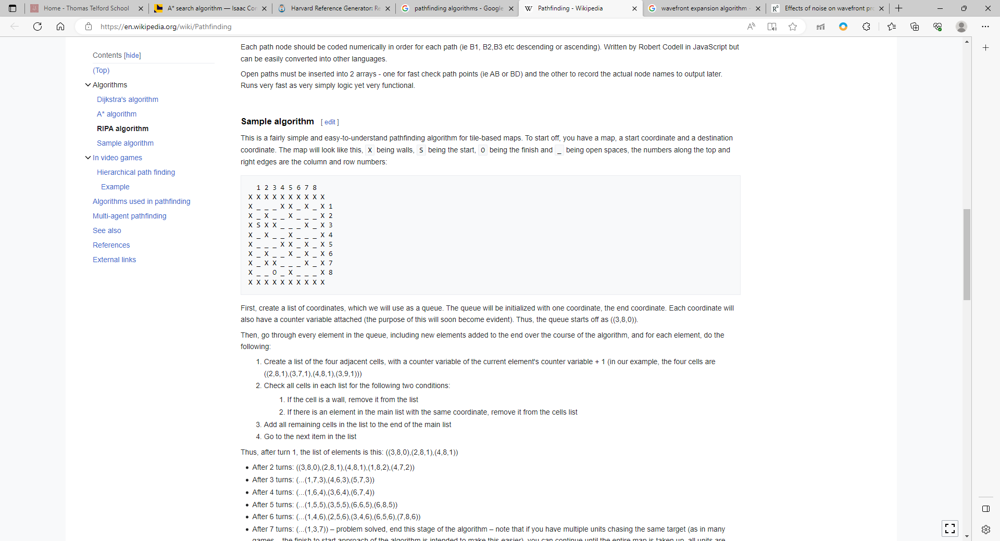 Home - Thomas Telford School
A* search algorithm — Isaac Cor
Harvard Reference Generator: Re
pathfinding algorithms - Google
W Pathfinding - Wikipedia
wavefront expansion algorithm -
Effects of noise on wavefront pr
https://en.wikipedia.org/wiki/Pathfinding
Contents [hide]
(Top)
Algorithms
Dijkstra's algorithm
A* algorithm
RIPA algorithm
Sample algorithm
In video games
Hierarchical path finding
Example
Algorithms used in pathfinding
Multi-agent pathfinding
See also
References
External links
Each path node should be coded numerically in order for each path (ie B1, B2,B3 etc descending or ascending). Written by Robert Codell in JavaScript but
can be easily converted into other languages.
Open paths must be inserted into 2 arrays - one for fast check path points (ie AB or BD) and the other to record the actual node names to output later.
Runs very fast as very simply logic yet very functional.
Sample algorithm [ edit ]
This is a fairly simple and easy-to-understand pathfinding algorithm for tile-based maps. To start off, you have a map, a start coordinate and a destination
coordinate. The map will look like this, X being walls, S being the start, O being the finish and _ being open spaces, the numbers along the top and
right edges are the column and row numbers:
1 2 3 4 5 6 7 8
X X X X X X X X X X
X _ _ _ X X _ X _ X 1
X _ X _ _ X _ _ _ X 2
X S X X _ _ _ X _ X 3
X _ X _ _ X _ _ _ X 4
X _ _ _ X X _ X _ X 5
X _ X _ _ X _ X _ X 6
X _ X X _ _ _ X _ X 7
X _ _ O _ X _ _ _ X 8
X X X X X X X X X X
First, create a list of coordinates, which we will use as a queue. The queue will be initialized with one coordinate, the end coordinate. Each coordinate will
also have a counter variable attached (the purpose of this will soon become evident). Thus, the queue starts off as ((3,8,0)).
Then, go through every element in the queue, including new elements added to the end over the course of the algorithm, and for each element, do the
following:
1. Create a list of the four adjacent cells, with a counter variable of the current element's counter variable + 1 (in our example, the four cells are
((2,8,1),(3,7,1),(4,8,1),(3,9,1)))
2. Check all cells in each list for the following two conditions:
1. If the cell is a wall, remove it from the list
2. If there is an element in the main list with the same coordinate, remove it from the cells list
3. Add all remaining cells in the list to the end of the main list
4. Go to the next item in the list
Thus, after turn 1, the list of elements is this: ((3,8,0),(2,8,1),(4,8,1))
• After 2 turns: ((3,8,0),(2,8,1),(4,8,1),(1,8,2),(4,7,2))
• After 3 turns: (...(1,7,3),(4,6,3),(5,7,3))
• After 4 turns: (...(1,6,4),(3,6,4),(6,7,4))
• After 5 turns: (...(1,5,5),(3,5,5),(6,6,5),(6,8,5))
• After 6 turns: (...(1,4,6),(2,5,6),(3,4,6),(6,5,6),(7,8,6))
• After 7 turns: (...(1,3,7)) – problem solved, end this stage of the algorithm – note that if you have multiple units chasing the same target (as in many
games – the finish to start approach of the algorithm is intended to make this easier), you can continue until the entire map is taken up, all units are